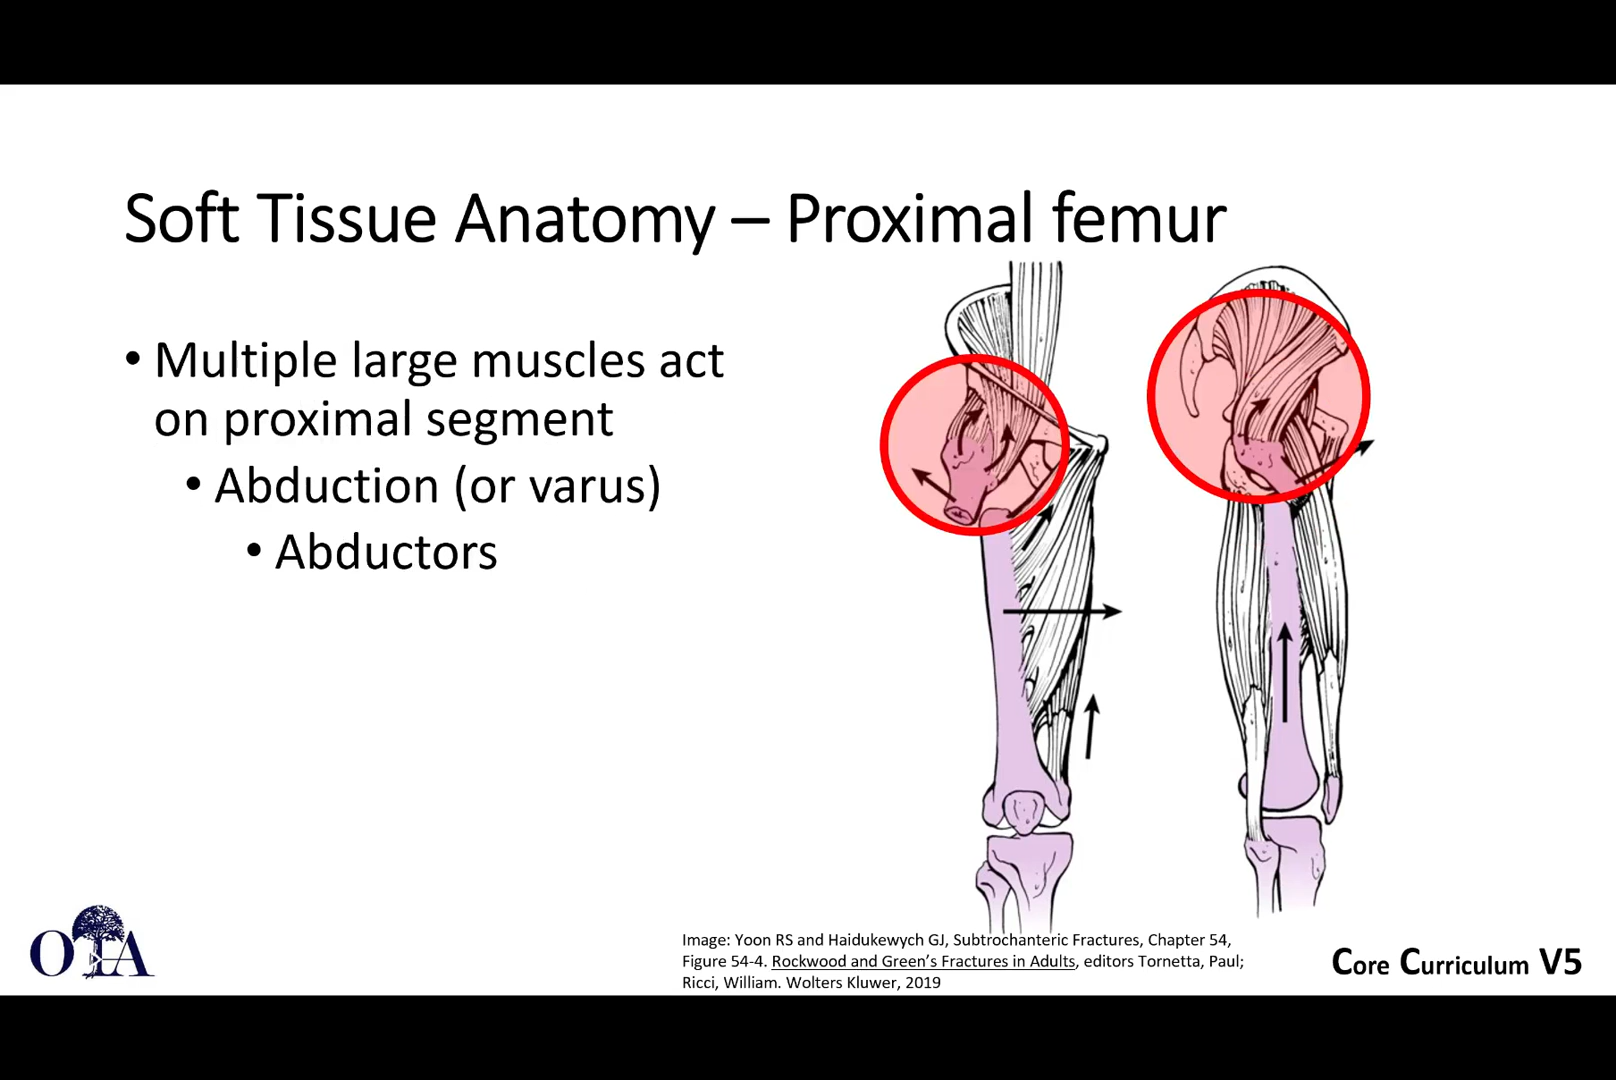 Soft Tissue Anatomy – Proximal femur
• Multiple large muscles act
on proximal segment
• Abduction (or varus)
• Abductors
OTA
Image: Yoon RS and Haidukewych GJ, Subtrochanteric Fractures, Chapter 54,
Figure 54-4. Rockwood and Green’s Fractures in Adults, editors Tornetta, Paul;
Ricci, William. Wolters Kluwer, 2019
Core Curriculum V5